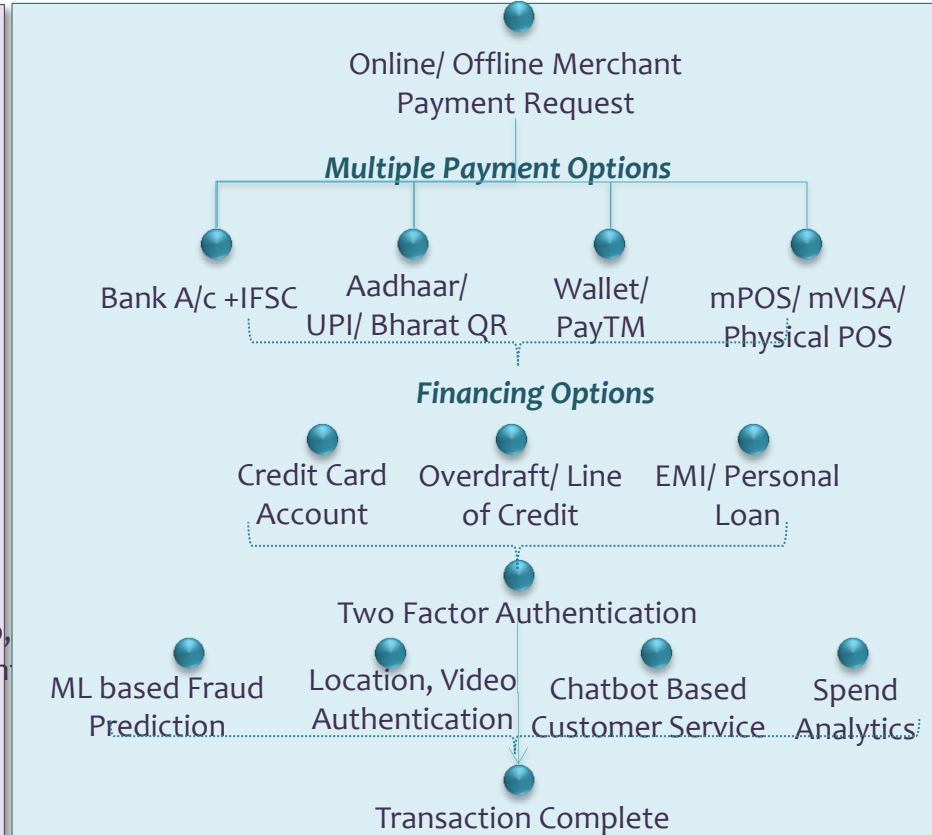 Online/ Offline Merchant
Payment Request
Multiple Payment Options
Bank A/c +IFSC
Aadhaar/
UPI/ Bharat QR
Wallet/
PayTM
mPOS/ mVISA/
Physical POS
Financing Options
Credit Card
Account
Overdraft/ Line
of Credit
EMI/ Personal
Loan
Two Factor Authentication
ML based Fraud
Prediction
Location, Video
Authentication
Chatbot Based
Customer Service
Spend
Analytics
Transaction Complete